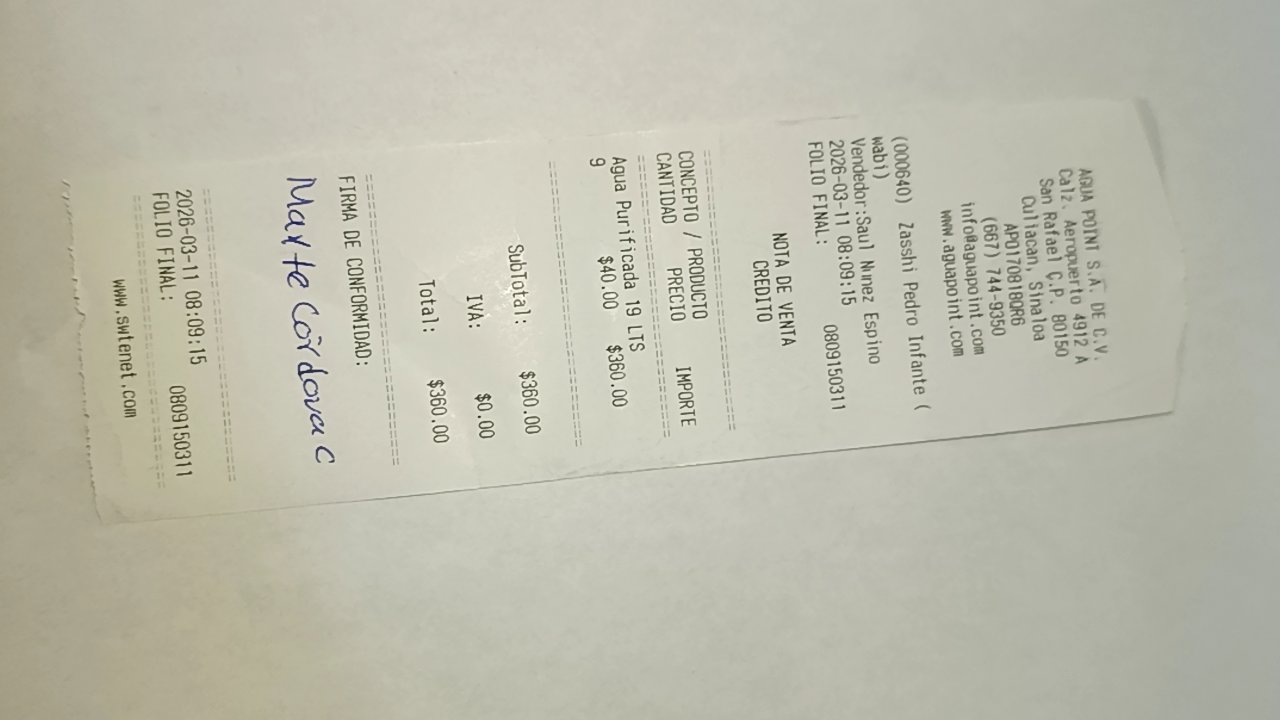 AGUA POINT S.A. DE C.V.
Calz. Aeropuerto 4912 A
San Rafael C.P. 80150
Culiacan, Sinaloa
APO170818QR6
(667) 744-9350
info@aguapoint.com
www.aguapoint.com
(000640) Zasshi Pedro Infante (
wabi)
Vendedor:Saul Nunez Espino
2026-03-11 08:09:15
FOLIO FINAL: 0809150311
NOTA DE VENTA
CREDITO
CONCEPTO / PRODUCTO
CANTIDAD PRECIO IMPORTE
Agua Purificada 19 LTS
9 $40.00 $360.00
SubTotal: $360.00
IVA: $0.00
Total: $360.00
FIRMA DE CONFORMIDAD:
Marte Córdova C
2026-03-11 08:09:15
FOLIO FINAL: 0809150311
www.swtenet.com